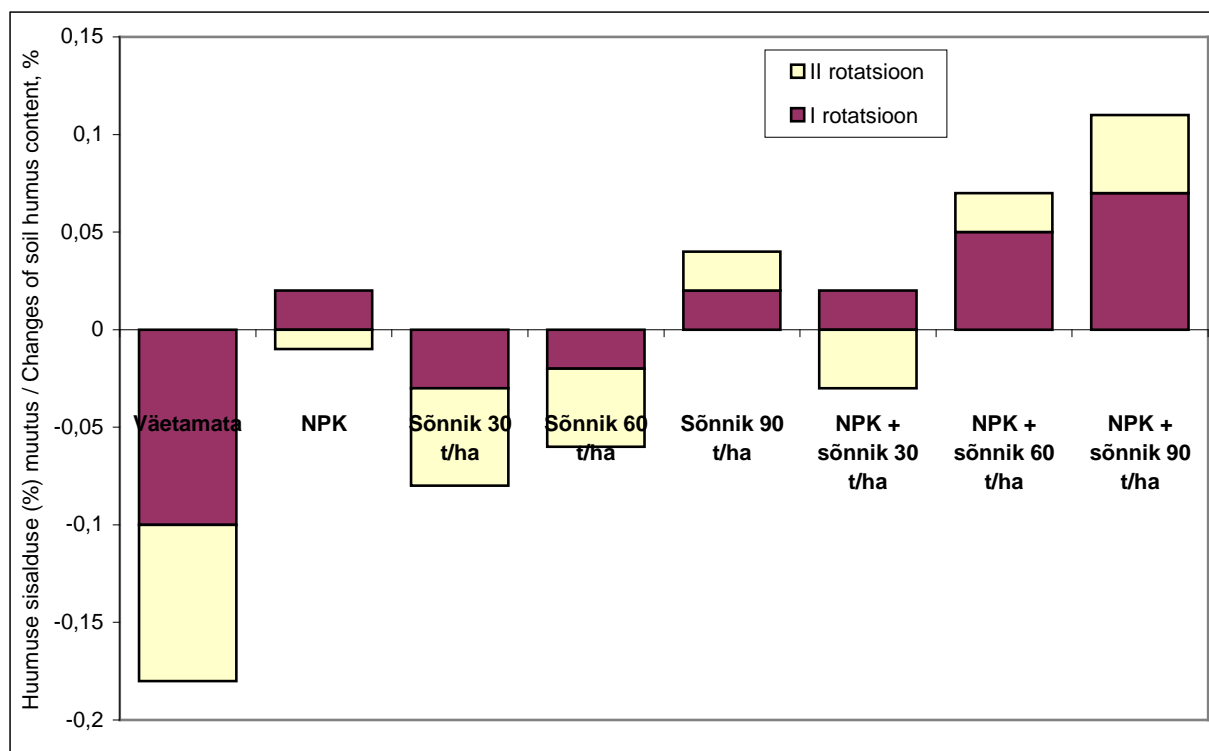 Huumuse sisalduse (%) muutus / Changes of soil humus content, %
0,15
0,1
0,05
0
-0,05
-0,1
-0,15
-0,2
II rotatsioon
I rotatsioon
Väetamata
NPK
Sõnnik 30
t/ha
Sõnnik 60
t/ha
Sõnnik 90
t/ha
NPK +
sõnnik 30
t/ha
NPK +
sõnnik 60
t/ha
NPK +
sõnnik 90
t/ha